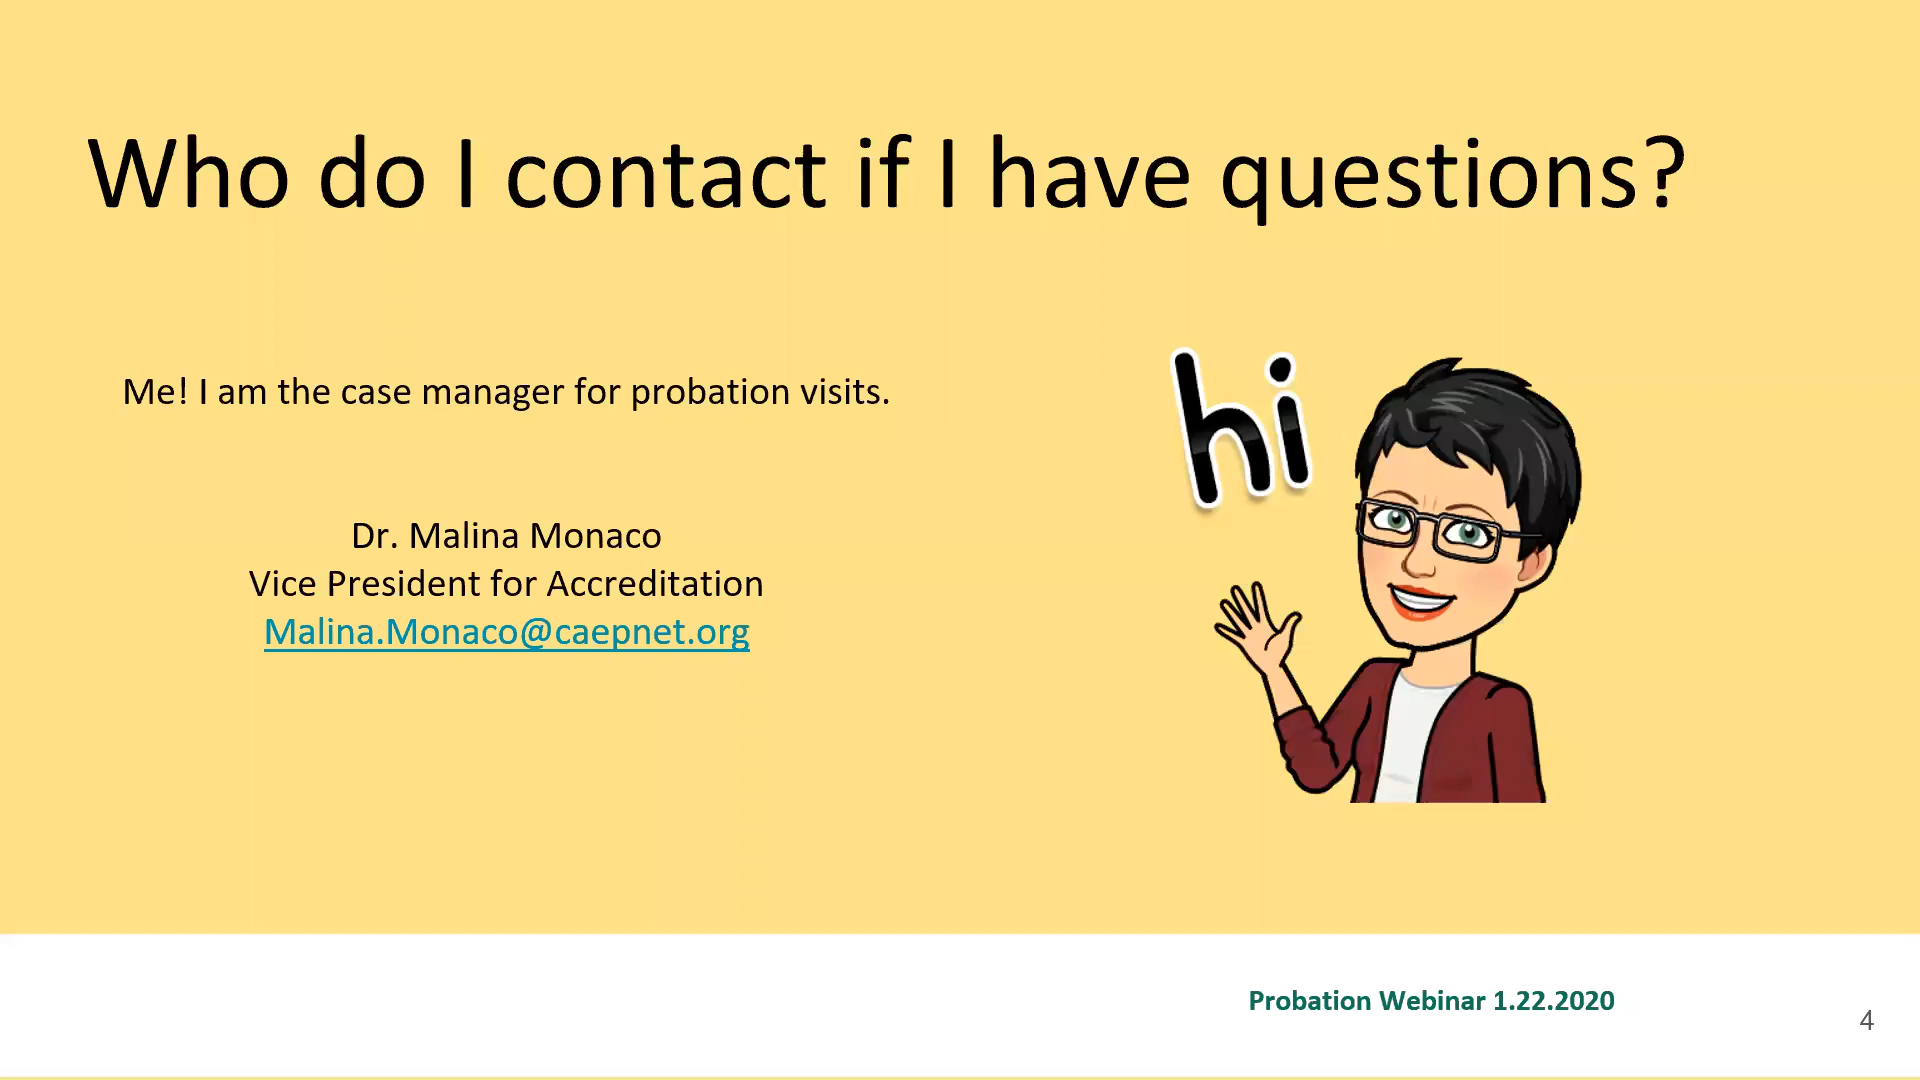 Who do I contact if I have questions?
Me! I am the case manager for probation visits.
hi
Dr. Malina Monaco
Vice President for Accreditation
Malina.Monaco@caepnet.org
Probation Webinar 1.22.2020
4